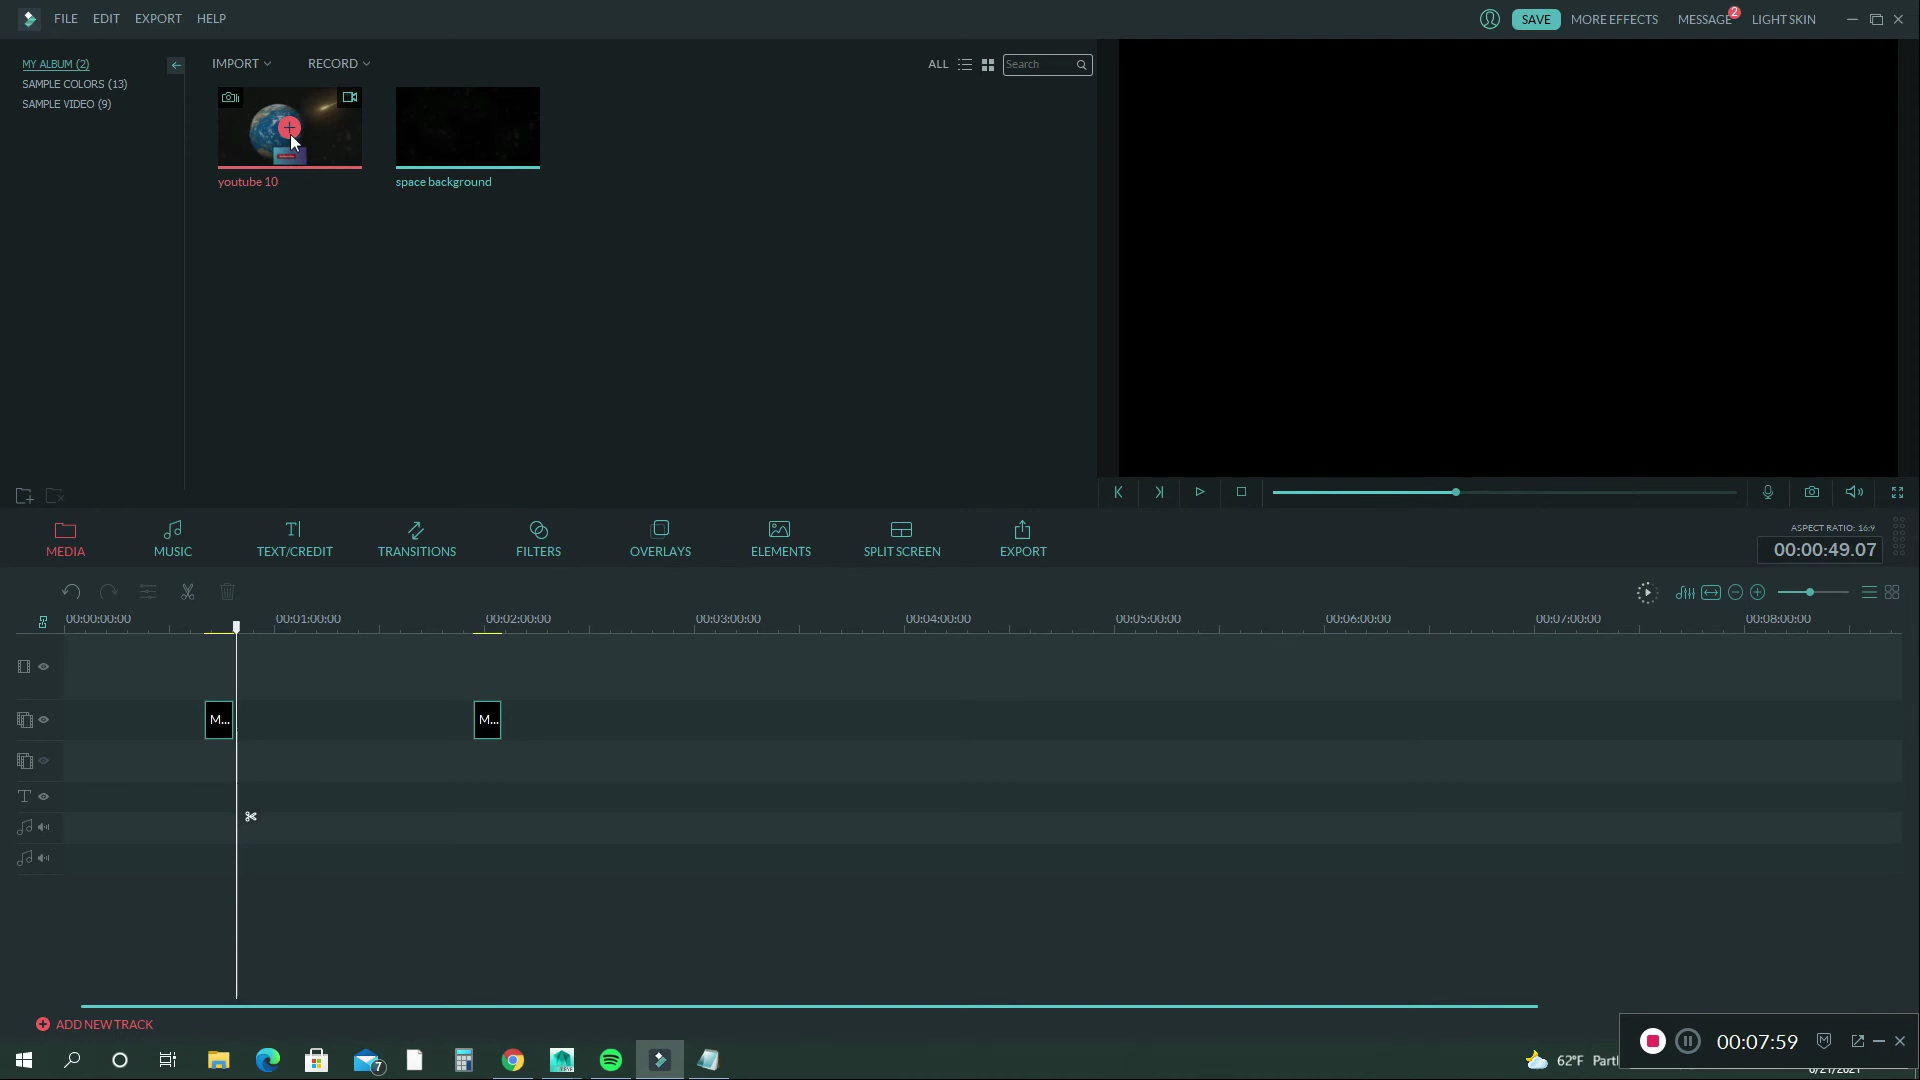 FILE EDIT EXPORT HELP
SAVE MORE EFFECTS MESSAGE 2 LIGHT SKIN
MY ALBUM (2)
SAMPLE COLORS (13)
SAMPLE VIDEO (9)
IMPORT RECORD
ALL Search
youtube 10
space background
MEDIA MUSIC TEXT/CREDIT TRANSITIONS FILTERS OVERLAYS ELEMENTS SPLIT SCREEN EXPORT
ASPECT RATIO: 16:9
00:00:49.07
00:00:00:00 00:01:00:00 00:02:00:00 00:03:00:00 00:04:00:00 00:05:00:00 00:06:00:00 00:07:00:00 00:08:00:00
M... M...
ADD NEW TRACK
7
62°F Partl
00:07:59